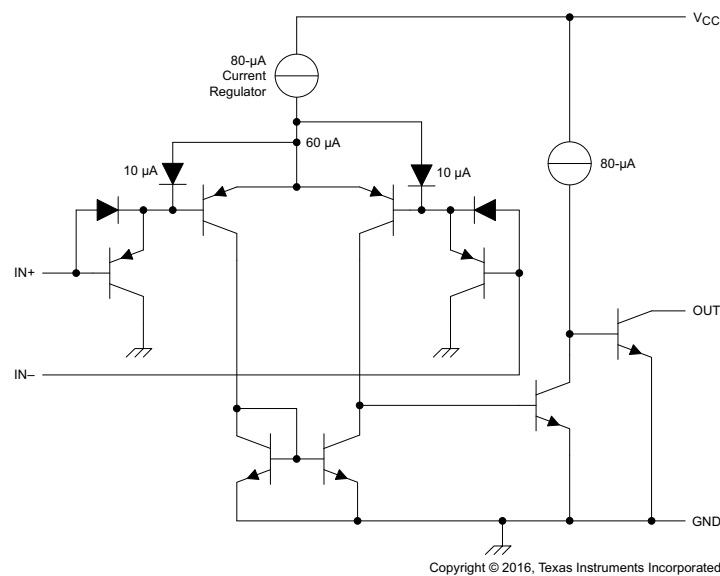 VCC
80-µA
Current
Regulator
60 µA
10 µA
10 µA
80-µA
IN+
OUT
IN–
GND
Copyright © 2016, Texas Instruments Incorporated